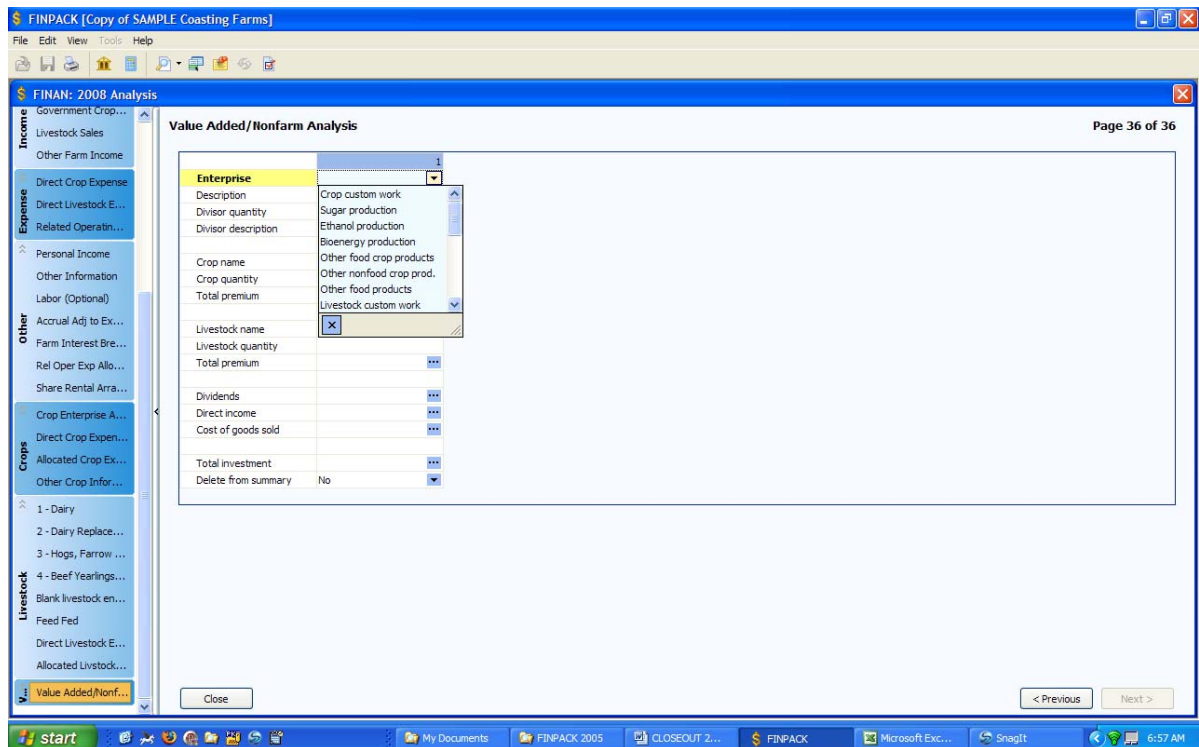 FINPACK [Copy of SAMPLE Coasting Farms]
File Edit View Tools Help
FINAN: 2008 Analysis
Income
Government Crop...
Livestock Sales
Other Farm Income
Expense
Direct Crop Expense
Direct Livestock E...
Related Operatin...
Other
Personal Income
Other Information
Labor (Optional)
Accrual Adj to Ex...
Farm Interest Bre...
Rel Oper Exp Allo...
Share Rental Arra...
Crops
Crop Enterprise A...
Direct Crop Expen...
Allocated Crop Ex...
Other Crop Infor...
Livestock
1 - Dairy
2 - Dairy Replace...
3 - Hogs, Farrow ...
4 - Beef Yearlings...
Blank livestock en...
Feed Fed
Direct Livestock E...
Allocated Livstock...
V...
Value Added/Nonf...
Value Added/Nonfarm Analysis Page 36 of 36
1
Enterprise
Description
Divisor quantity
Divisor description
Crop name
Crop quantity
Total premium
Livestock name
Livestock quantity
Total premium
Dividends
Direct income
Cost of goods sold
Total investment
Delete from summary No
Crop custom work
Sugar production
Ethanol production
Bioenergy production
Other food crop products
Other nonfood crop prod.
Other food products
Livestock custom work
Close < Previous Next >
start My Documents FINPACK 2005 CLOSEOUT 2... FINPACK Microsoft Exc... SnagIt 6:57 AM